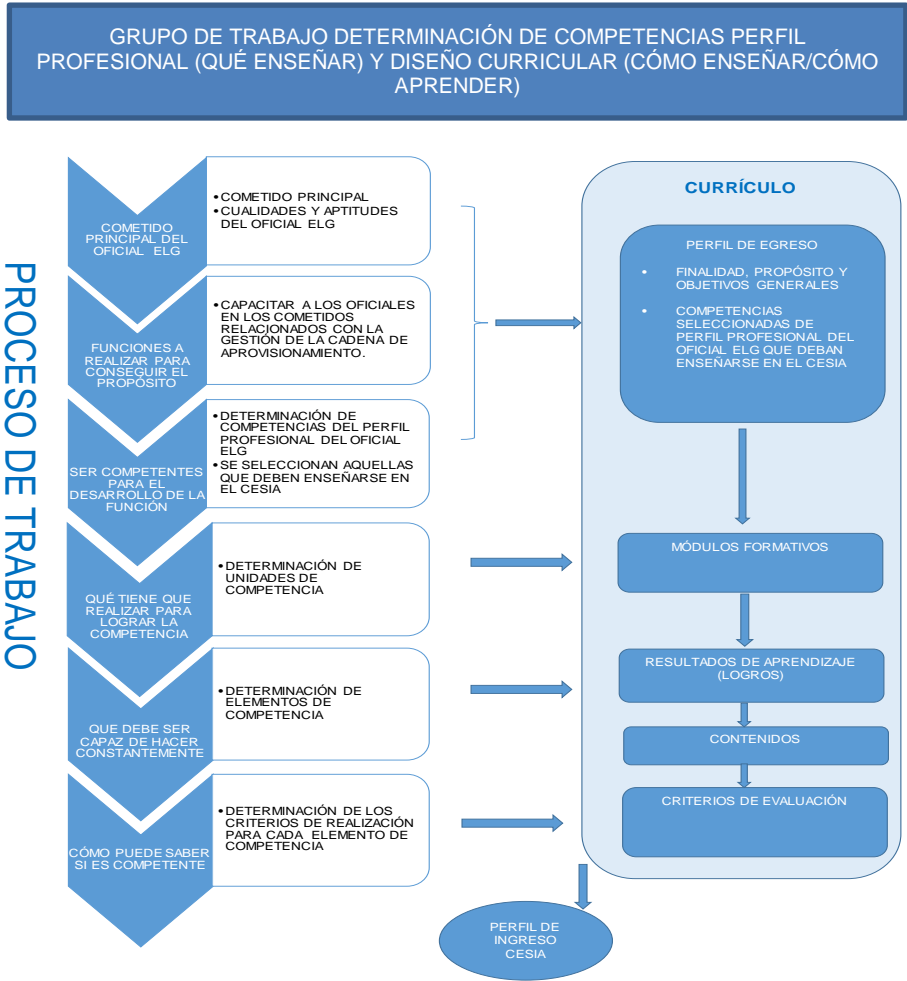 GRUPO DE TRABAJO DETERMINACIÓN DE COMPETENCIAS PERFIL
PROFESIONAL (QUÉ ENSEÑAR) Y DISEÑO CURRICULAR (CÓMO ENSEÑAR/CÓMO
APRENDER)
PROCESO DE TRABAJO
COMETIDO
PRINCIPAL DEL
OFICIAL ELG
•COMETIDO PRINCIPAL
•CUALIDADES Y APTITUDES
DEL OFICIAL ELG
FUNCIONES A
REALIZAR PARA
CONSEGUIR EL
PROPÓSITO
•CAPACITAR A LOS OFICIALES
EN LOS COMETIDOS
RELACIONADOS CON LA
GESTIÓN DE LA CADENA DE
APROVISIONAMIENTO.
SER COMPETENTES
PARA EL
DESARROLLO DE LA
FUNCIÓN
•DETERMINACIÓN DE
COMPETENCIAS DEL PERFIL
PROFESIONAL DEL OFICIAL
ELG
•SE SELECCIONAN AQUELLAS
QUE DEBEN ENSEÑARSE EN
EL CESIA
QUÉ TIENE QUE
REALIZAR PARA
LOGRAR LA
COMPETENCIA
•DETERMINACIÓN DE
UNIDADES DE
COMPETENCIA
QUE DEBE SER
CAPAZ DE HACER
CONSTANTEMENTE
•DETERMINACIÓN DE
ELEMENTOS DE
COMPETENCIA
CÓMO PUEDE SABER
SI ES COMPETENTE
•DETERMINACIÓN DE LOS
CRITERIOS DE REALIZACIÓN
PARA CADA ELEMENTO DE
COMPETENCIA
CURRÍCULO
PERFIL DE EGRESO
• FINALIDAD, PROPÓSITO Y
OBJETIVOS GENERALES
• COMPETENCIAS
SELECCIONADAS DE
PERFIL PROFESIONAL DEL
OFICIAL ELG QUE DEBAN
ENSEÑARSE EN EL CESIA
MÓDULOS FORMATIVOS
RESULTADOS DE APRENDIZAJE
(LOGROS)
CONTENIDOS
CRITERIOS DE EVALUACIÓN
PERFIL DE
INGRESO
CESIA